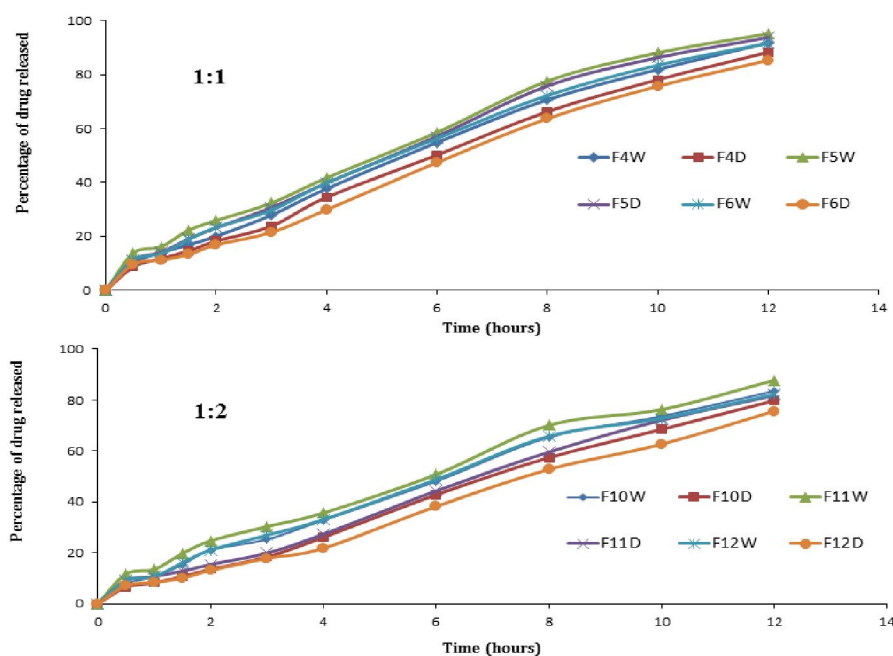 100
80
60
40
20
0
Percentage of drug released
1:1
F4W F4D F5W
F5D F6W F6D
0 2 4 6 8 10 12 14
Time (hours)
100
80
60
40
20
0
Percentage of drug released
1:2
F10W F10D F11W
F11D F12W F12D
0 2 4 6 8 10 12 14
Time (hours)